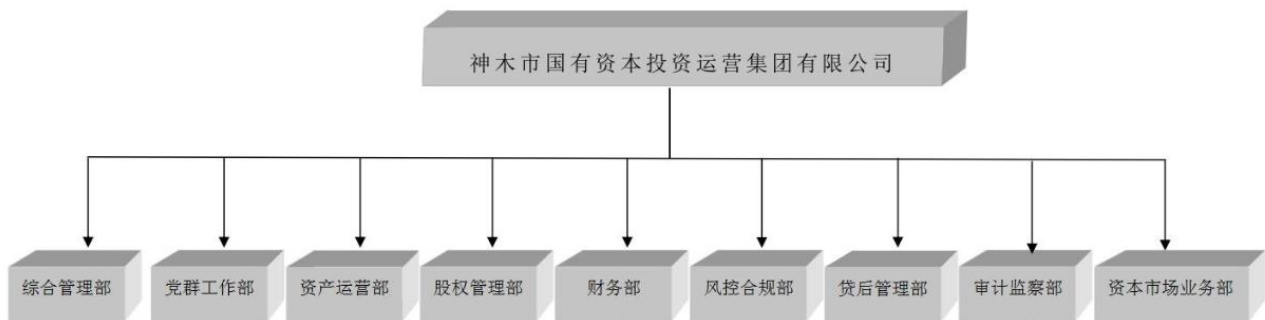 神木市国有资本投资运营集团有限公司
综合管理部
党群工作部
资产运营部
股权管理部
财务部
风控合规部
贷后管理部
审计监察部
资本市场业务部